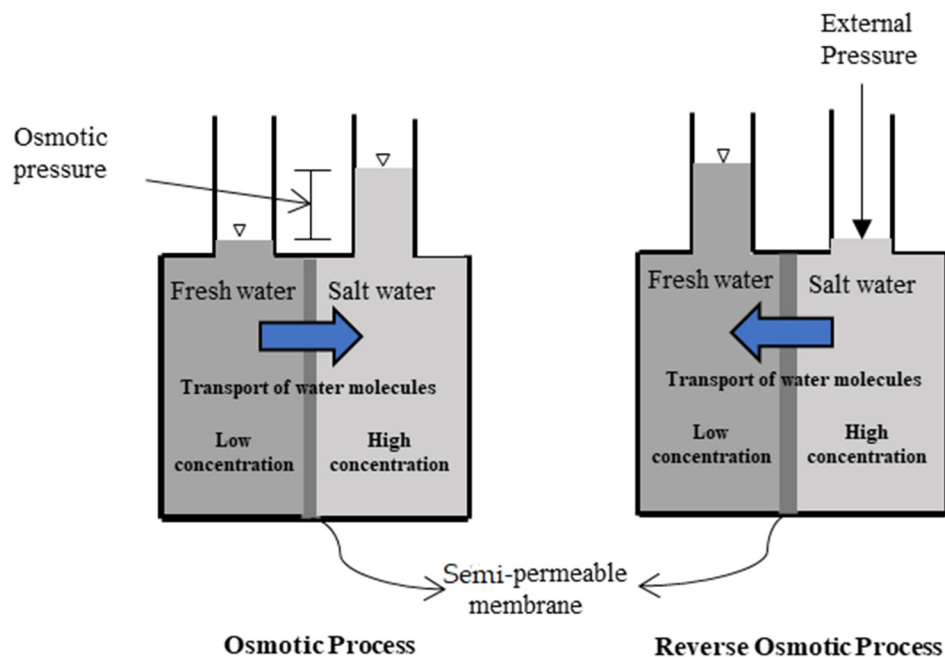 External
Pressure
Osmotic
pressure
Fresh water
Salt water
Transport of water molecules
Low
concentration
High
concentration
Fresh water
Salt water
Transport of water molecules
Low
concentration
High
concentration
Semi-permeable
membrane
Osmotic Process
Reverse Osmotic Process